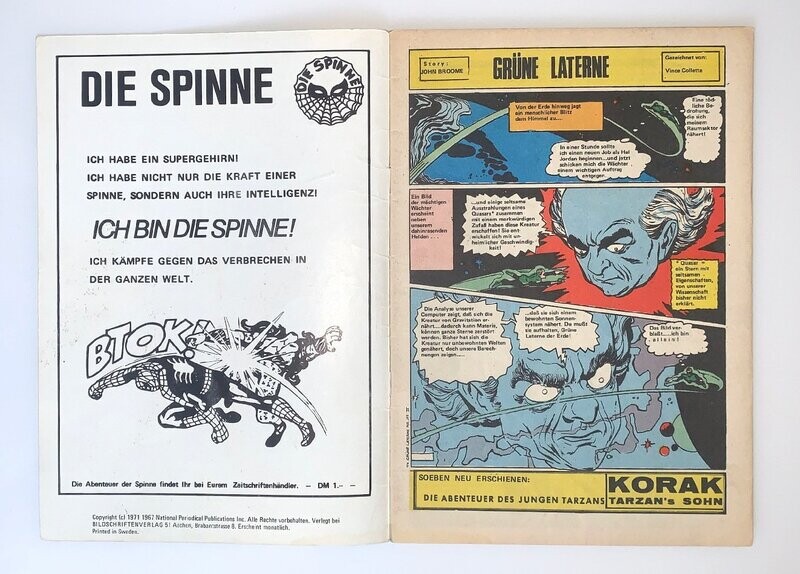 DIE SPINNE
DIE SPINNE
ICH HABE EIN SUPERGEHIRN!
ICH HABE NICHT NUR DIE KRAFT EINER
SPINNE, SONDERN AUCH IHRE INTELLIGENZ!
ICH BIN DIE SPINNE!
ICH KÄMPFE GEGEN DAS VERBRECHEN IN
DER GANZEN WELT.
BTOK
Die Abenteuer der Spinne findet Ihr bei Eurem Zeitschriftenhändler. — DM 1.— —
Copyright (c) 1971 1967 National Periodical Publications Inc. Alle Rechte vorbehalten. Verlegt bei
BILDSCHRIFTENVERLAG 51 Aachen, Brabantstrasse 8. Erscheint monatlich.
Printed in Sweden.
Story:
JOHN BROOME
GRÜNE LATERNE
Gezeichnet von:
Vince Colletta
Von der Erde hinweg jagt
ein menschlicher Blitz
dem Himmel zu....
Eine töd-
liche Be-
drohung,
die sich
meinem
Raumsektor
nähert!
In einer Stunde sollte
ich einen neuen Job als Hal
Jordan beginnen...und jetzt
schicken mich die Wächter
einem wichtigen Auftrag
entgegen.
Ein Bild
der mächtigen
Wächter
erscheint
neben
unserem
dahinrasenden
Helden . . .
...und einige seltsame
Ausstrahlungen eines
Quasars* zusammen
mit einem merkwürdigen
Zufall haben diese Kreatur
erschaffen! Sie ent-
wickelt sich mit un-
heimlicher Geschwindig-
keit!
* Quasar =
ein Stern mit
seltsamen
Eigenschaften,
von unserer
Wissenschaft
bisher nicht
erklärt.
Die Analyse unserer
Computer zeigt, daß sich die
Kreatur von Gravitation er-
nährt...dadurch kann Materie,
können ganze Sterne zerstört
werden. Bisher hat sich die
Kreatur nur unbewohnten Welten
genähert, doch unsere Berech-
nungen zeigen....
...daß sie sich einem
bewohnten Sonnen-
system nähert. Du mußt
sie aufhalten, Grüne
Laterne der Erde!
Das Bild ver-
blaßt....ich bin
allein!
SOEBEN NEU ERSCHIENEN:
DIE ABENTEUER DES JUNGEN TARZANS
KORAK
TARZAN's SOHN